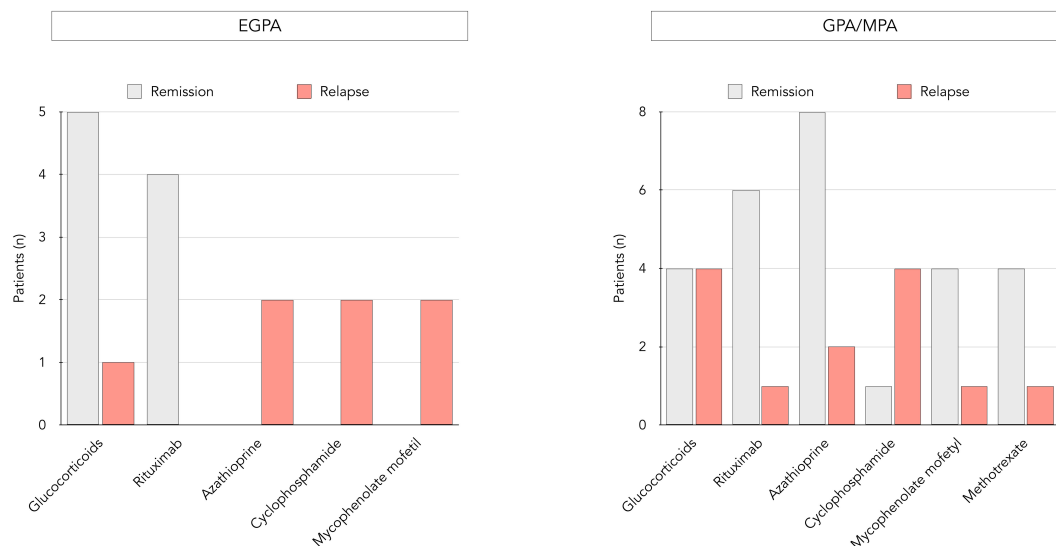 EGPA
Remission
Relapse
Patients (n)
5
4
3
2
1
0
Glucocorticoids
Rituximab
Azathioprine
Cyclophosphamide
Mycophenolate mofetil
GPA/MPA
Remission
Relapse
Patients (n)
8
6
4
2
0
Glucocorticoids
Rituximab
Azathioprine
Cyclophosphamide
Mycophenolate mofetyl
Methotrexate